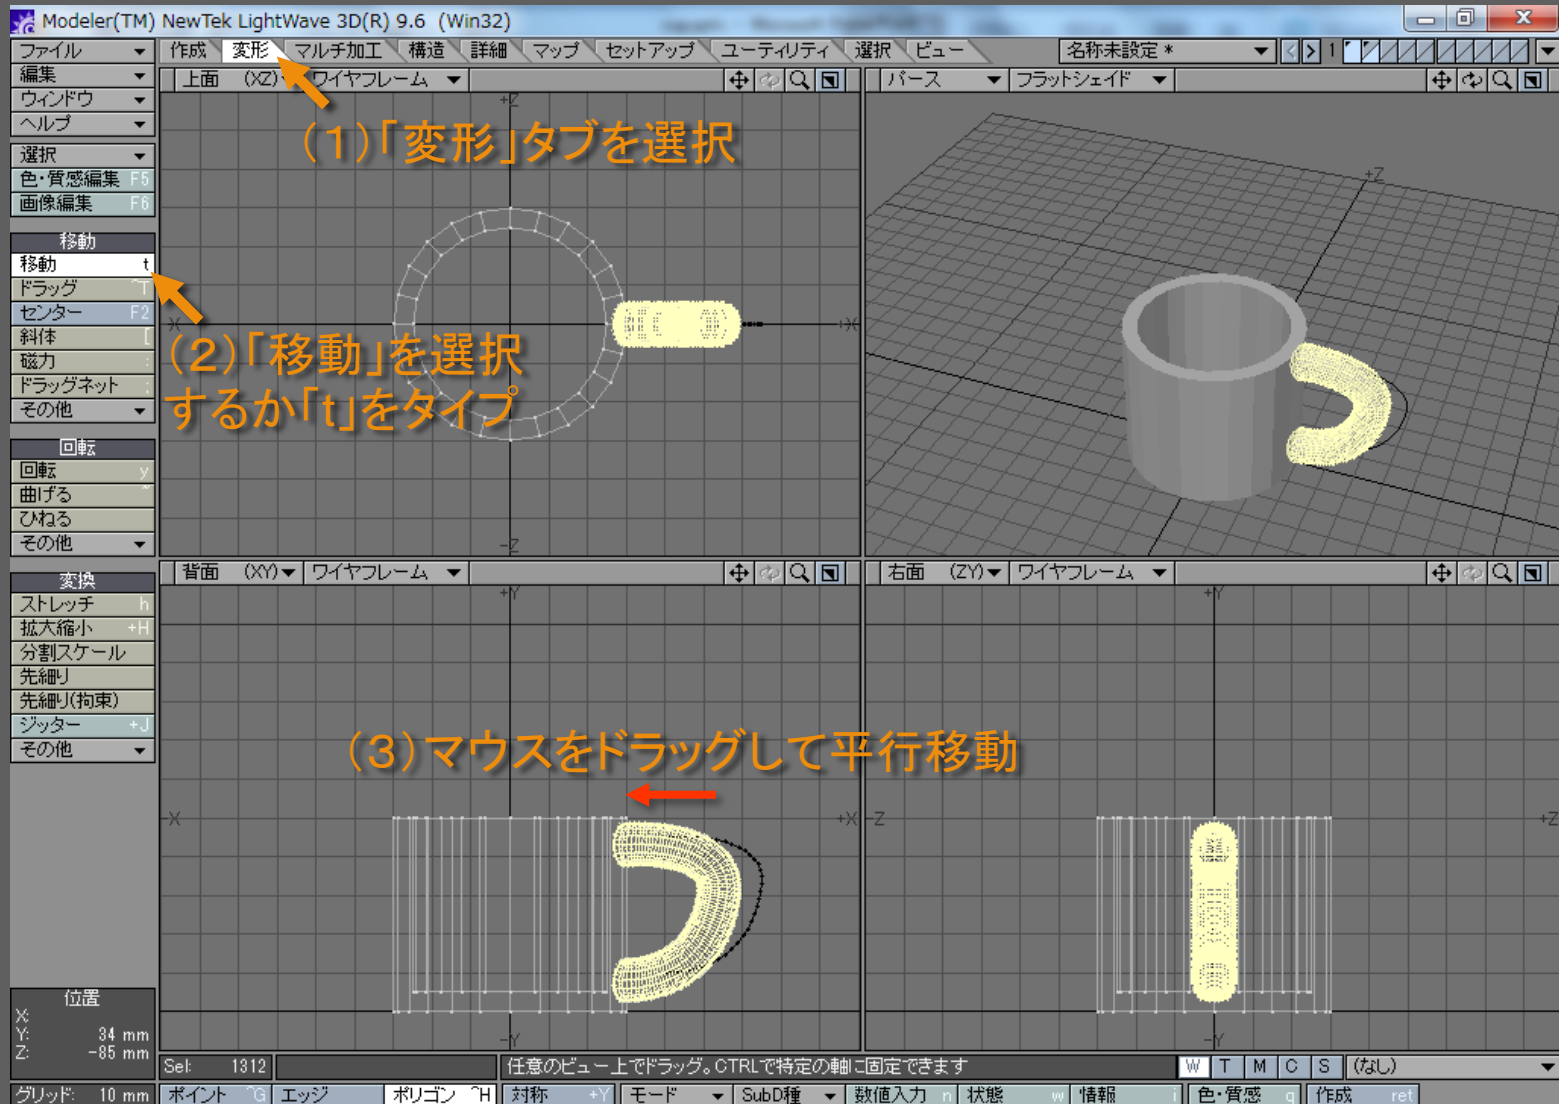 Modeler(TM) NewTek LightWave 3D(R) 9.6 (Win32)
ファイル
編集
ウィンドウ
ヘルプ
選択
色・質感編集 F5
画像編集 F6
移動
移動 t
ドラッグ ^T
センター F2
斜体 [
磁力 :
ドラッグネット ;
その他
回転
回転 y
曲げる ~
ひねる
その他
変換
ストレッチ h
拡大縮小 +H
分割スケール
先細り
先細り(拘束)
ジッター +J
その他
作成 変形 マルチ加工 構造 詳細 マップ セットアップ ユーティリティ 選択 ビュー
名称未設定 *
< > 1
上面 (XZ) ワイヤフレーム
パース フラットシェイド
+Z
(1)「変形」タブを選択
+Z
-X
+X
(2)「移動」を選択
するか「t」をタイプ
-Z
背面 (XY) ワイヤフレーム
右面 (ZY) ワイヤフレーム
+Y
+Y
(3)マウスをドラッグして平行移動
-X
+X
-Z
+Z
-Y
-Y
位置
X:
Y: 34 mm
Z: -85 mm
Sel: 1312
任意のビュー上でドラッグ。CTRLで特定の軸に固定できます
W T M C S (なし)
グリッド: 10 mm
ポイント ^G エッジ ポリゴン ^H 対称 +Y モード SubD種 数値入力 n 状態 w 情報 i 色・質感 q 作成 ret